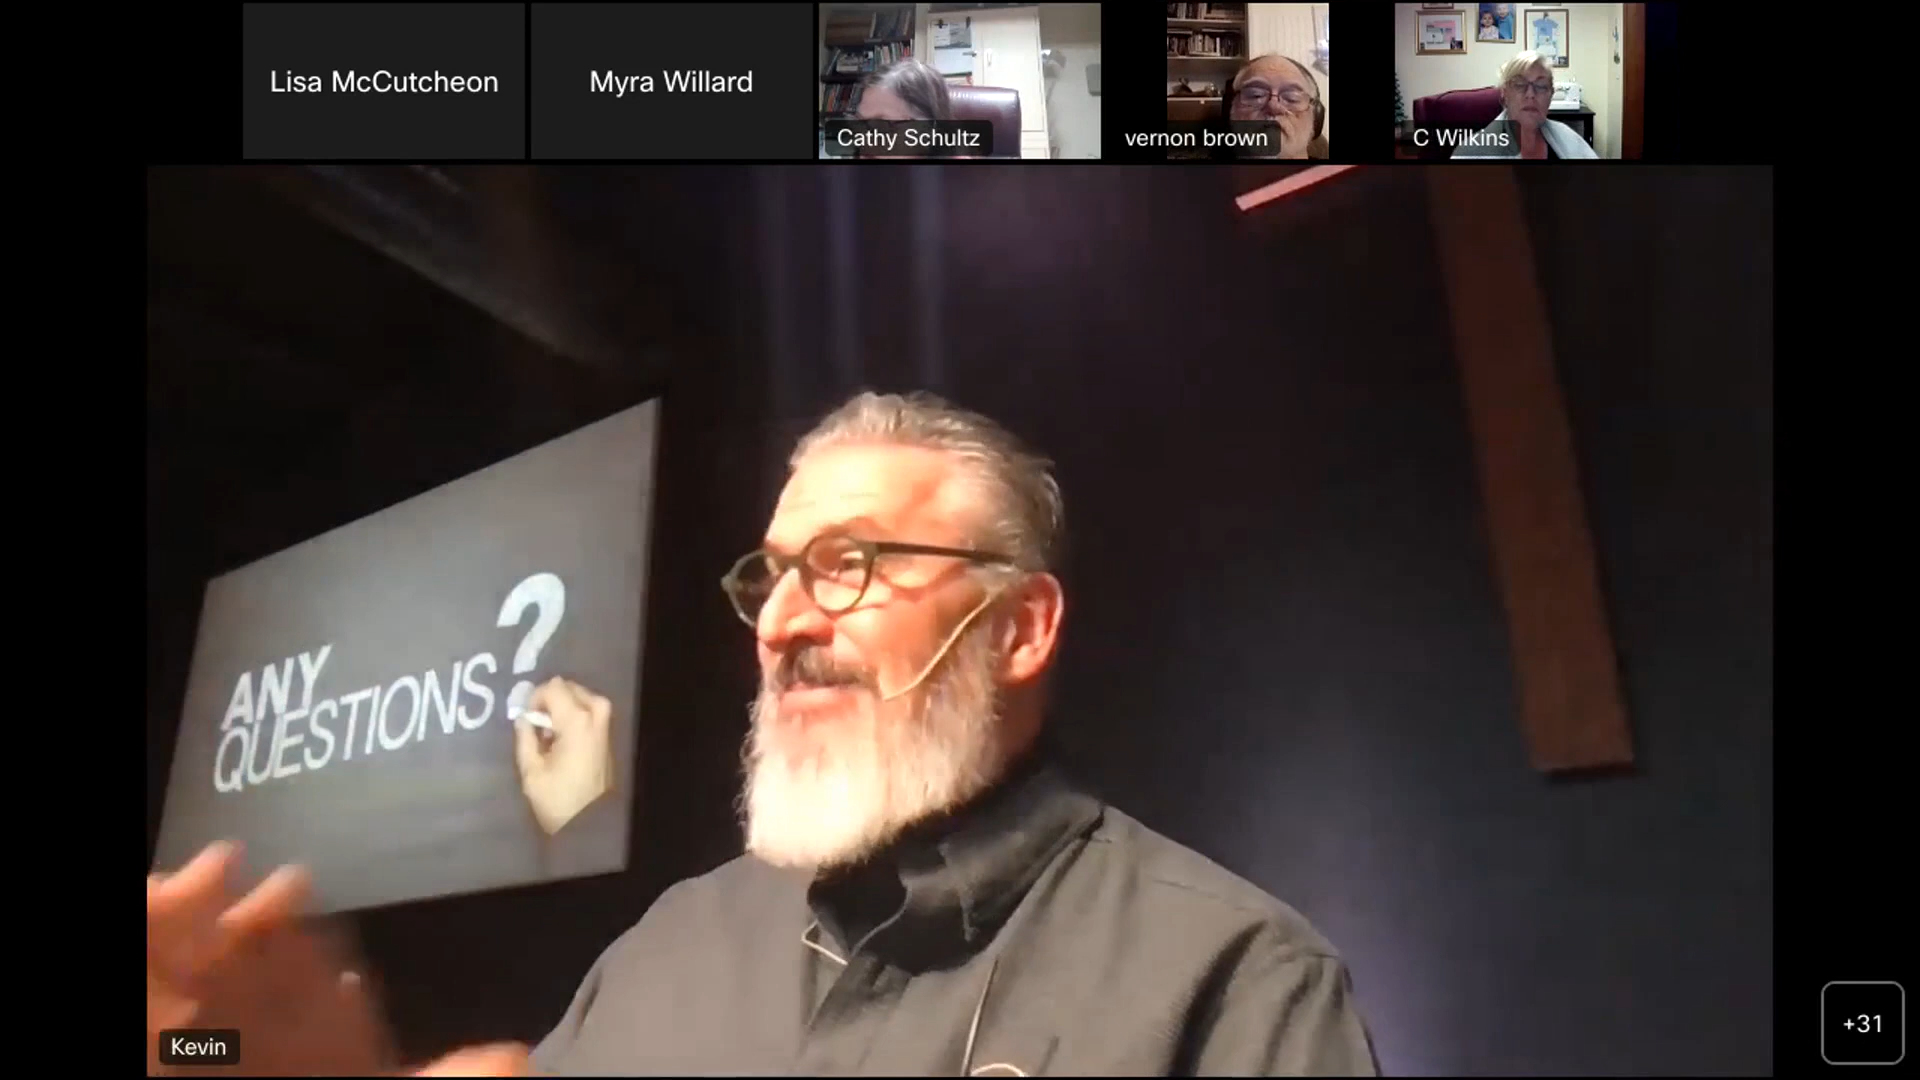 Lisa McCutcheon
Myra Willard
Cathy Schultz
vernon brown
C Wilkins
ANY
QUESTIONS?
Kevin
+31